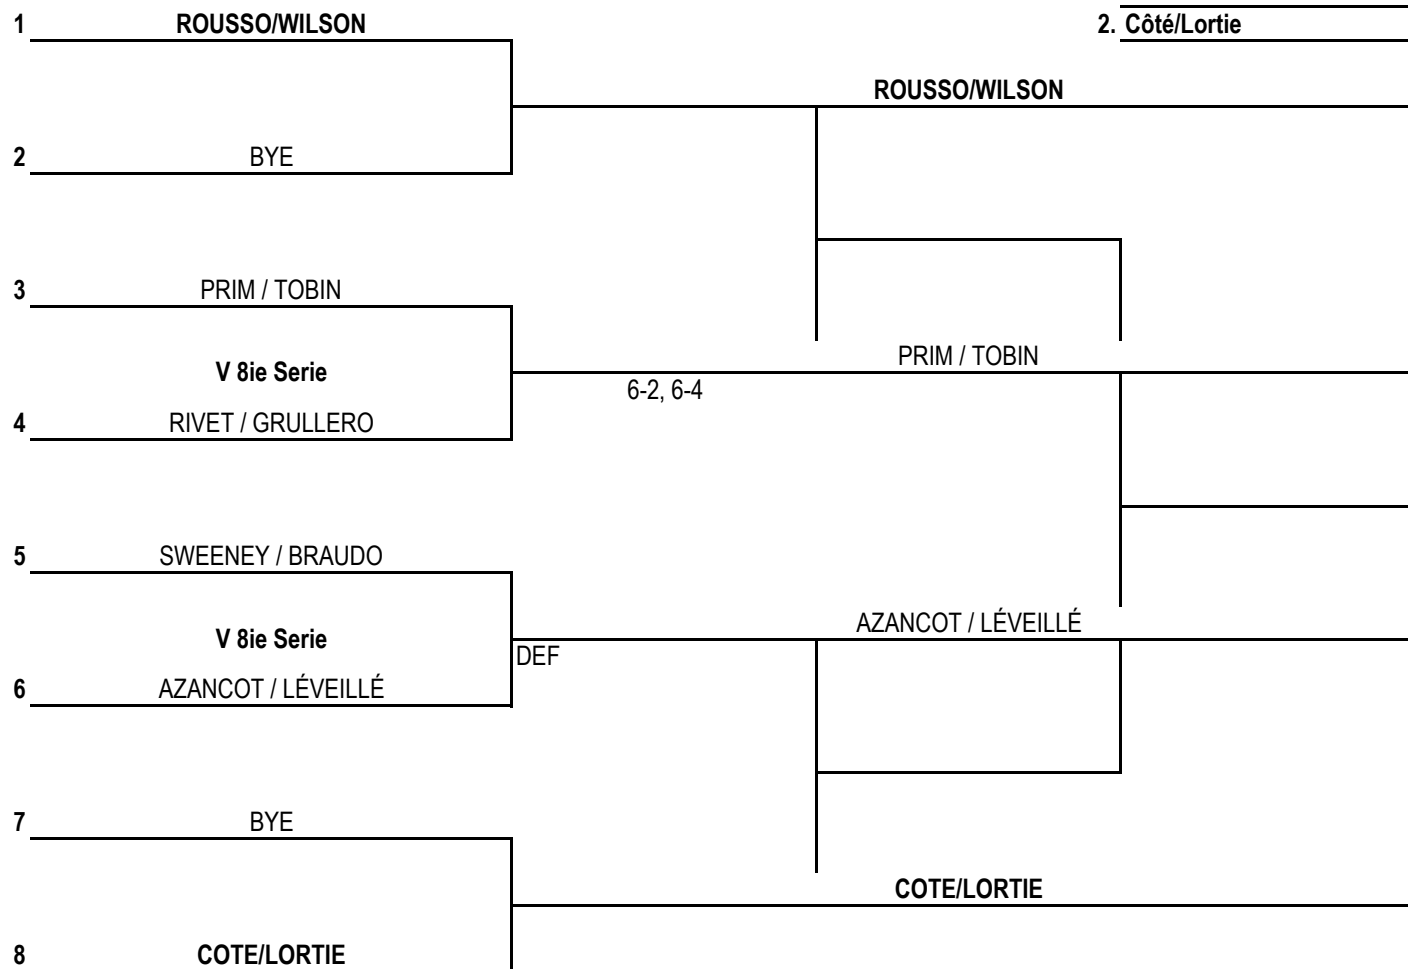 1 ROUSSO/WILSON
2. Côté/Lortie
ROUSSO/WILSON
2 BYE
3 PRIM / TOBIN
PRIM / TOBIN
V 8ie Serie
6-2, 6-4
4 RIVET / GRULLERO
5 SWEENEY / BRAUDO
AZANCOT / LÉVEILLÉ
V 8ie Serie
DEF
6 AZANCOT / LÉVEILLÉ
7 BYE
COTE/LORTIE
8 COTE/LORTIE